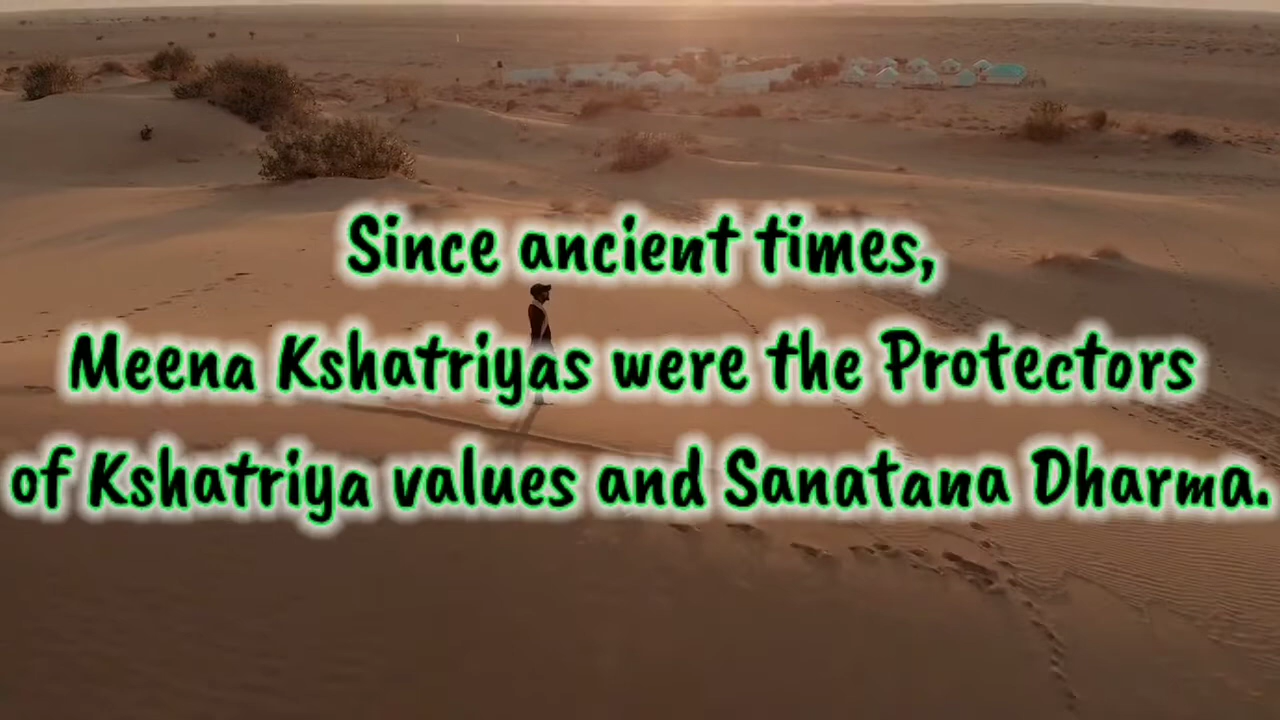 Since ancient times,
Meena Kshatriyas were the Protectors
of Kshatriya values and Sanatana Dharma.